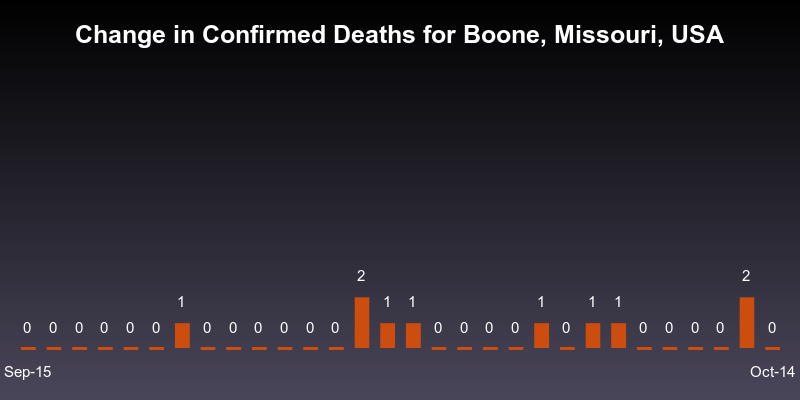 Change in Confirmed Deaths for Boone, Missouri, USA
2 2
1 1 1 1 1 1
0 0 0 0 0 0 0 0 0 0 0 0 0 0 0 0 0 0 0 0 0 0
Sep-15 Oct-14